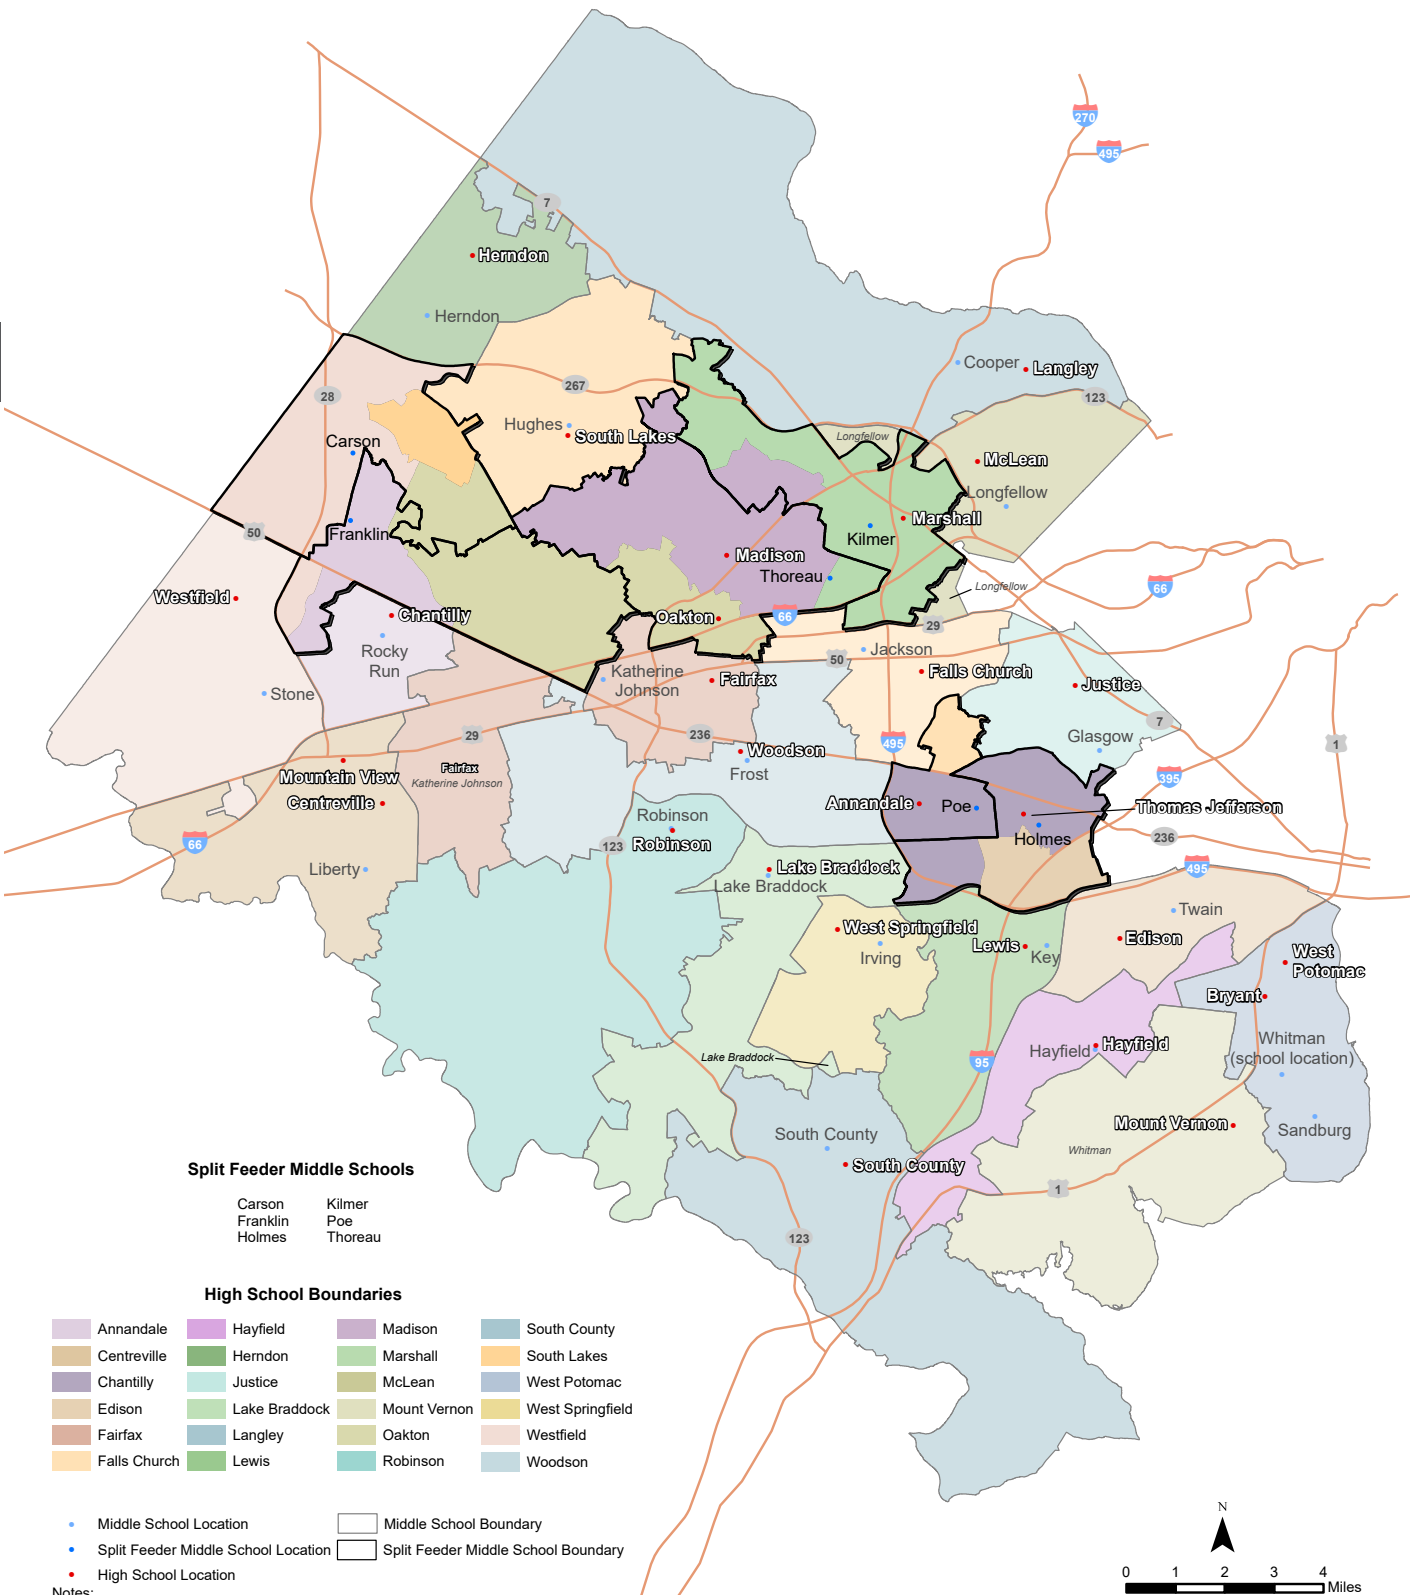 270
495
7
Herndon
Herndon
Cooper
Langley
267
28
123
Hughes
South Lakes
Longfellow
Carson
McLean
Longfellow
Marshall
50
Franklin
Kilmer
Madison
Thoreau
Longfellow
66
Westfield
Chantilly
Oakton
66
29
Rocky
Run
Jackson
50
Katherine
Johnson
Fairfax
Falls Church
Justice
Stone
7
29
236
495
Glasgow
1
Woodson
Frost
Fairfax
Katherine Johnson
Mountain View
Centreville
395
Annandale
Poe
Thomas Jefferson
Robinson
Robinson
Holmes
236
66
123
Liberty
Lake Braddock
Lake Braddock
495
Twain
West Springfield
Irving
Lewis
Key
Edison
West
Potomac
Bryant
Lake Braddock
95
Hayfield
Hayfield
Whitman
(school location)
South County
South County
Mount Vernon
Sandburg
Whitman
1
123
Split Feeder Middle Schools
Carson Kilmer
Franklin Poe
Holmes Thoreau
High School Boundaries
Annandale Hayfield Madison South County
Centreville Herndon Marshall South Lakes
Chantilly Justice McLean West Potomac
Edison Lake Braddock Mount Vernon West Springfield
Fairfax Langley Oakton Westfield
Falls Church Lewis Robinson Woodson
Middle School Location Middle School Boundary
Split Feeder Middle School Location Split Feeder Middle School Boundary
High School Location
Notes:
N
0 1 2 3 4
Miles